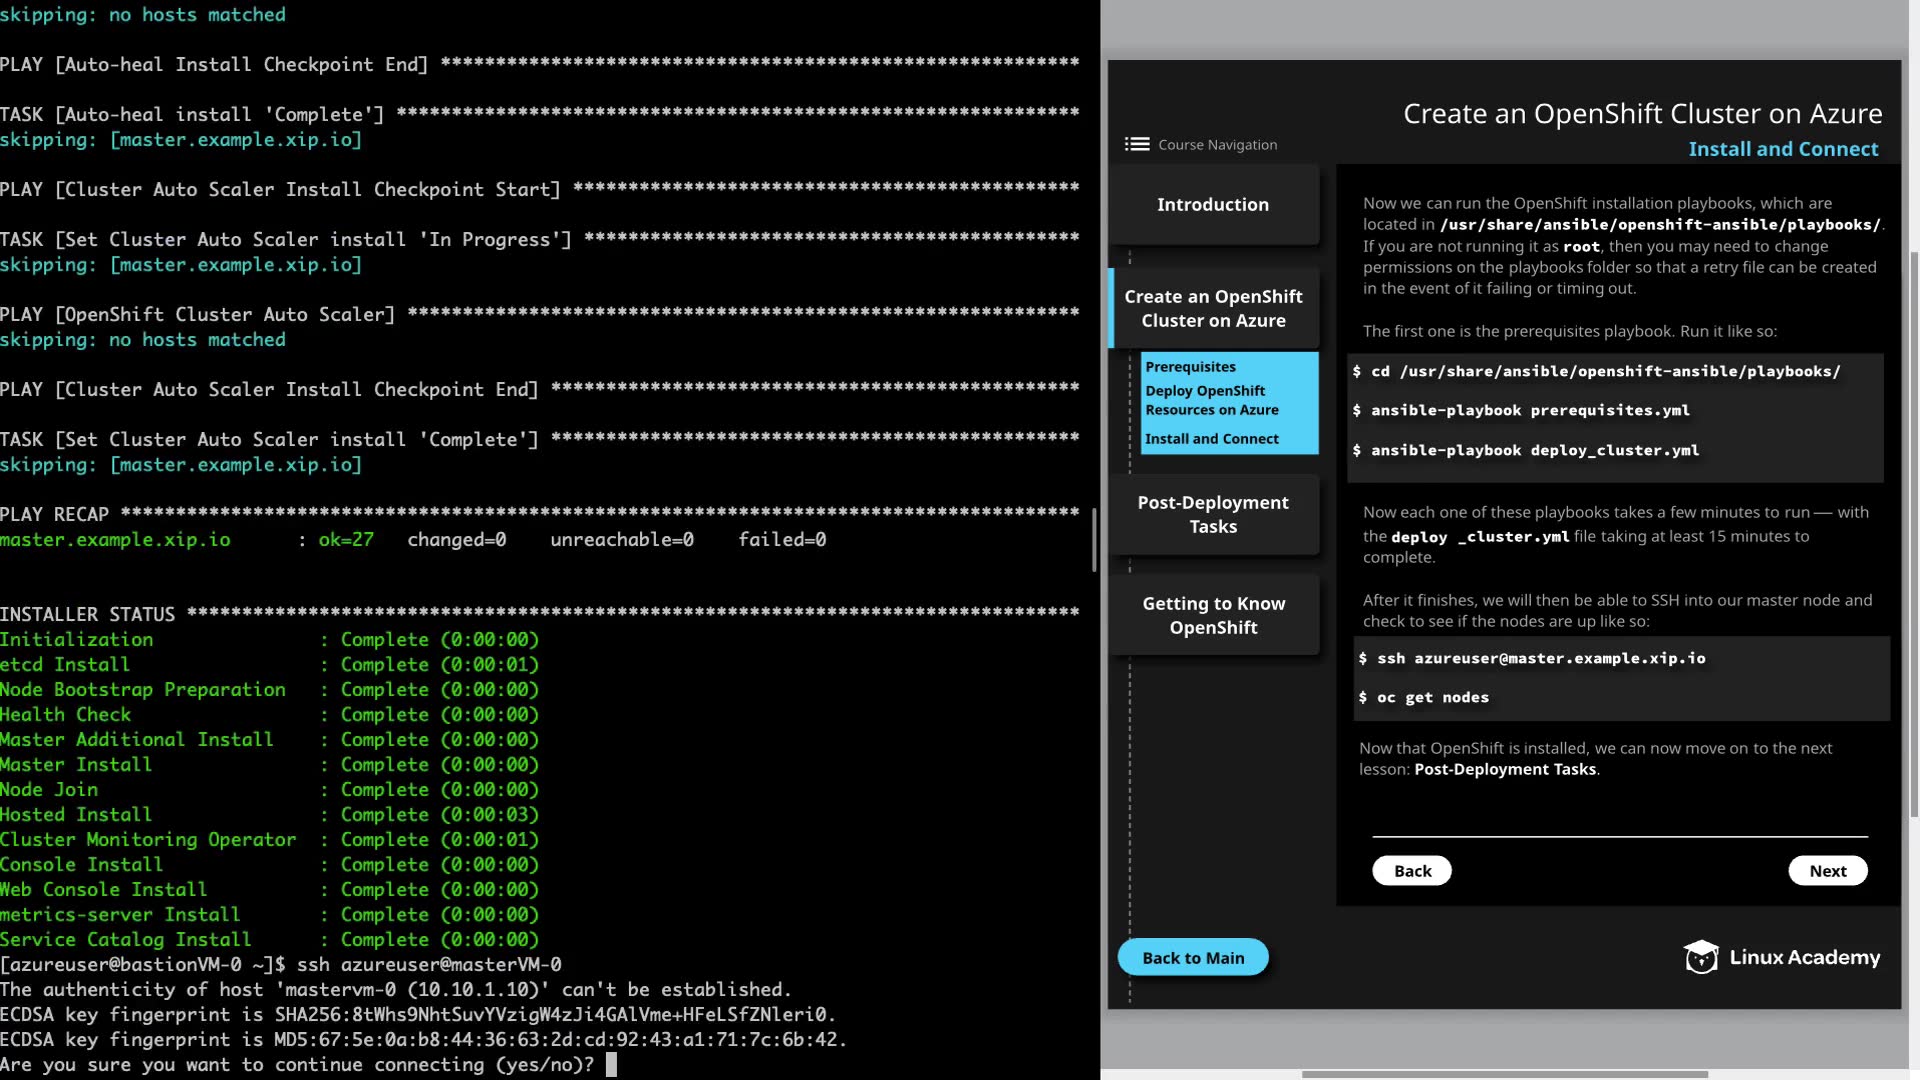 skipping: no hosts matched
PLAY [Auto-heal Install Checkpoint End] **********************************************************
TASK [Auto-heal install 'Complete'] **************************************************************
skipping: [master.example.xip.io]
PLAY [Cluster Auto Scaler Install Checkpoint Start] **********************************************
TASK [Set Cluster Auto Scaler install 'In Progress'] *********************************************
skipping: [master.example.xip.io]
PLAY [OpenShift Cluster Auto Scaler] *************************************************************
skipping: no hosts matched
PLAY [Cluster Auto Scaler Install Checkpoint End] ************************************************
TASK [Set Cluster Auto Scaler install 'Complete'] ************************************************
skipping: [master.example.xip.io]
PLAY RECAP ***************************************************************************************
master.example.xip.io      : ok=27   changed=0    unreachable=0    failed=0
INSTALLER STATUS *********************************************************************************
Initialization               : Complete (0:00:00)
etcd Install                 : Complete (0:00:01)
Node Bootstrap Preparation   : Complete (0:00:00)
Health Check                 : Complete (0:00:00)
Master Additional Install    : Complete (0:00:00)
Master Install               : Complete (0:00:00)
Node Join                    : Complete (0:00:00)
Hosted Install               : Complete (0:00:03)
Cluster Monitoring Operator  : Complete (0:00:01)
Console Install              : Complete (0:00:00)
Web Console Install          : Complete (0:00:00)
metrics-server Install       : Complete (0:00:00)
Service Catalog Install      : Complete (0:00:00)
[azureuser@bastionVM-0 ~]$ ssh azureuser@masterVM-0
The authenticity of host 'mastervm-0 (10.10.1.10)' can't be established.
ECDSA key fingerprint is SHA256:8tWhs9NhtSuvYVzigW4zJi4GAlVme+HFeLSfZNleri0.
ECDSA key fingerprint is MD5:67:5e:0a:b8:44:36:63:2d:cd:92:43:a1:71:7c:6b:42.
Are you sure you want to continue connecting (yes/no)?
Create an OpenShift Cluster on Azure
Install and Connect
Course Navigation
Introduction
Create an OpenShift
Cluster on Azure
Prerequisites
Deploy OpenShift
Resources on Azure
Install and Connect
Post-Deployment
Tasks
Getting to Know
OpenShift
Back to Main
Now we can run the OpenShift installation playbooks, which are
located in /usr/share/ansible/openshift-ansible/playbooks/.
If you are not running it as root, then you may need to change
permissions on the playbooks folder so that a retry file can be created
in the event of it failing or timing out.
The first one is the prerequisites playbook. Run it like so:
$ cd /usr/share/ansible/openshift-ansible/playbooks/
$ ansible-playbook prerequisites.yml
$ ansible-playbook deploy_cluster.yml
Now each one of these playbooks takes a few minutes to run — with
the deploy _cluster.yml file taking at least 15 minutes to
complete.
After it finishes, we will then be able to SSH into our master node and
check to see if the nodes are up like so:
$ ssh azureuser@master.example.xip.io
$ oc get nodes
Now that OpenShift is installed, we can now move on to the next
lesson: Post-Deployment Tasks.
Back
Next
Linux Academy